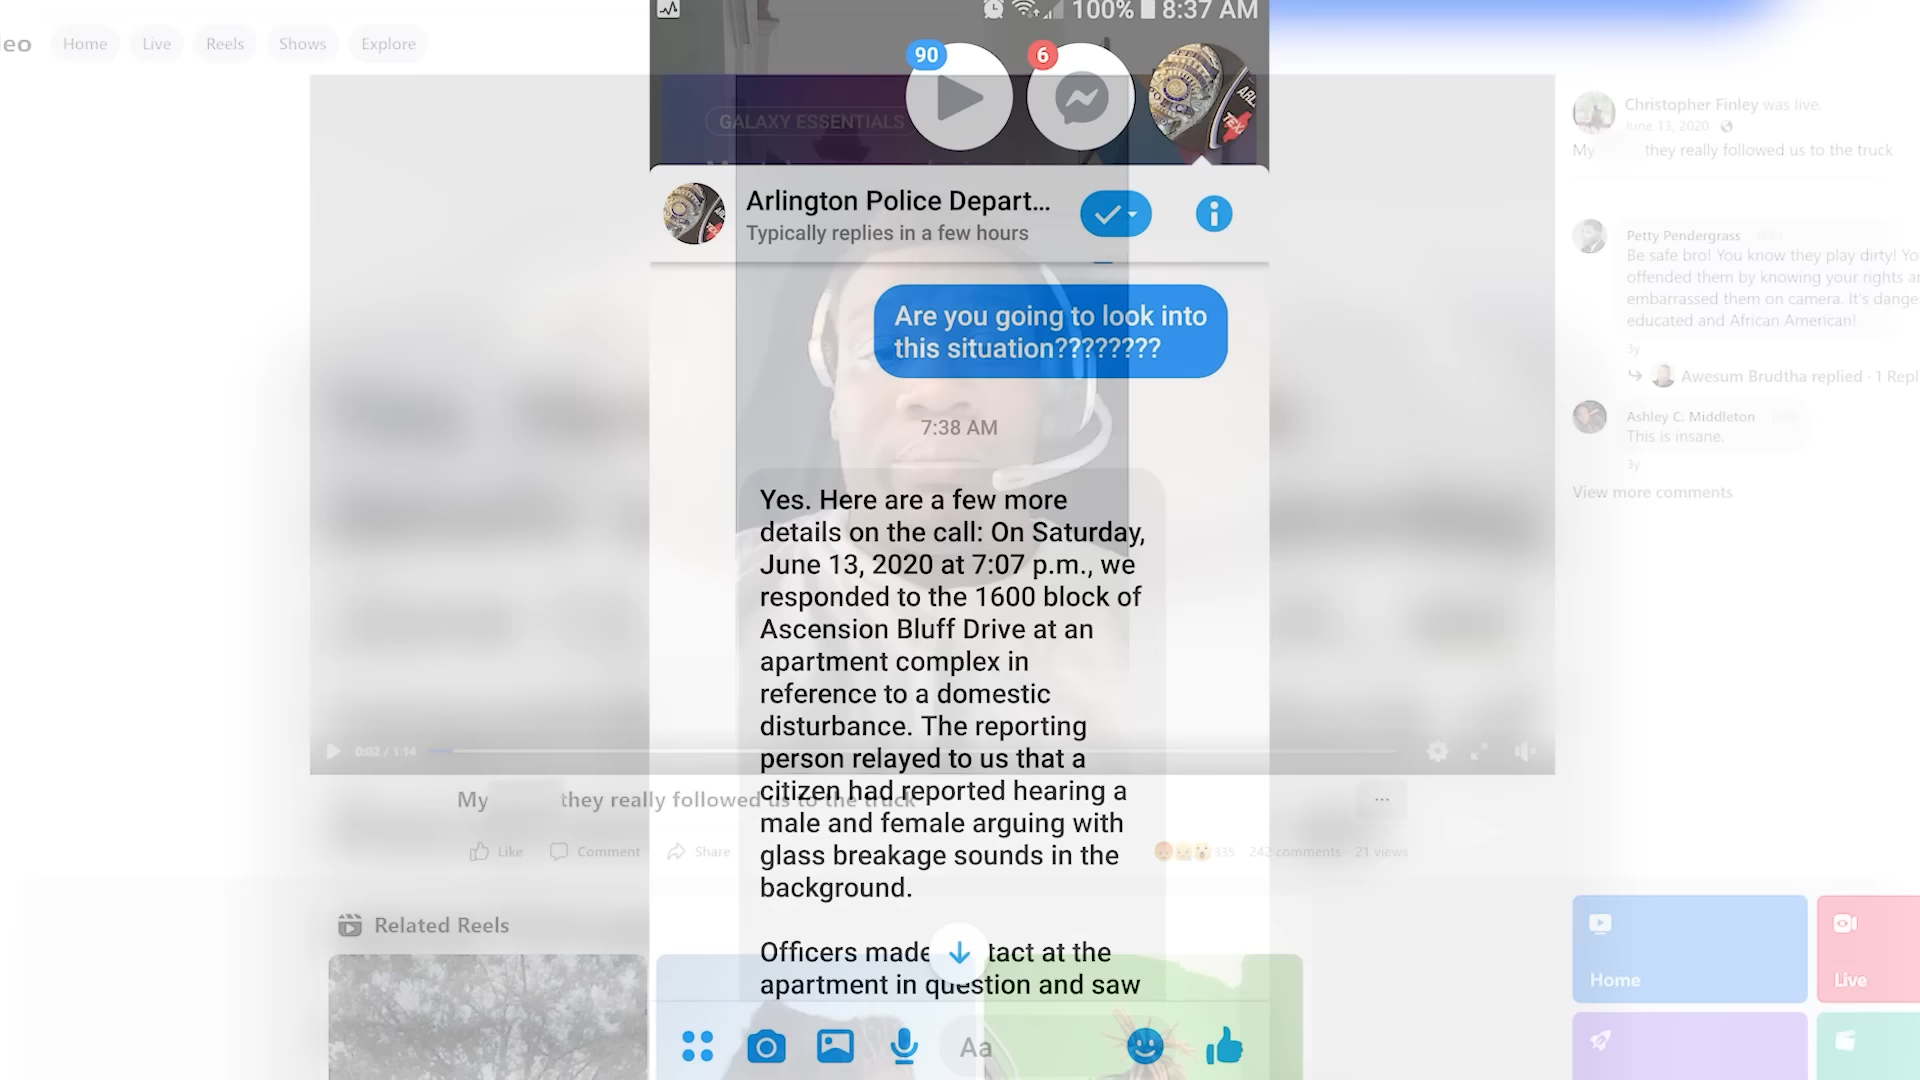 100% 8:37 AM
eo
Home
Live
Reels
Shows
Explore
90
6
GALAXY ESSENTIALS
Arlington Police Depart...
Typically replies in a few hours
Are you going to look into
this situation????????
7:38 AM
Yes. Here are a few more
details on the call: On Saturday,
June 13, 2020 at 7:07 p.m., we
responded to the 1600 block of
Ascension Bluff Drive at an
apartment complex in
reference to a domestic
disturbance. The reporting
person relayed to us that a
citizen had reported hearing a
male and female arguing with
glass breakage sounds in the
background.
Officers made tact at the
apartment in question and saw
Aa
0:02 / 1:14
My they really followed us to the truck
Like
Comment
Share
335
242 comments
21 views
Related Reels
Christopher Finley was live.
June 13, 2020
My they really followed us to the truck
Petty Pendergrass
Be safe bro! You know they play dirty! Yo
offended them by knowing your rights a
embarrassed them on camera. It's dange
educated and African American!
3y
Awesum Brudtha replied · 1 Repl
Ashley C. Middleton
This is insane.
3y
View more comments
Home
Live